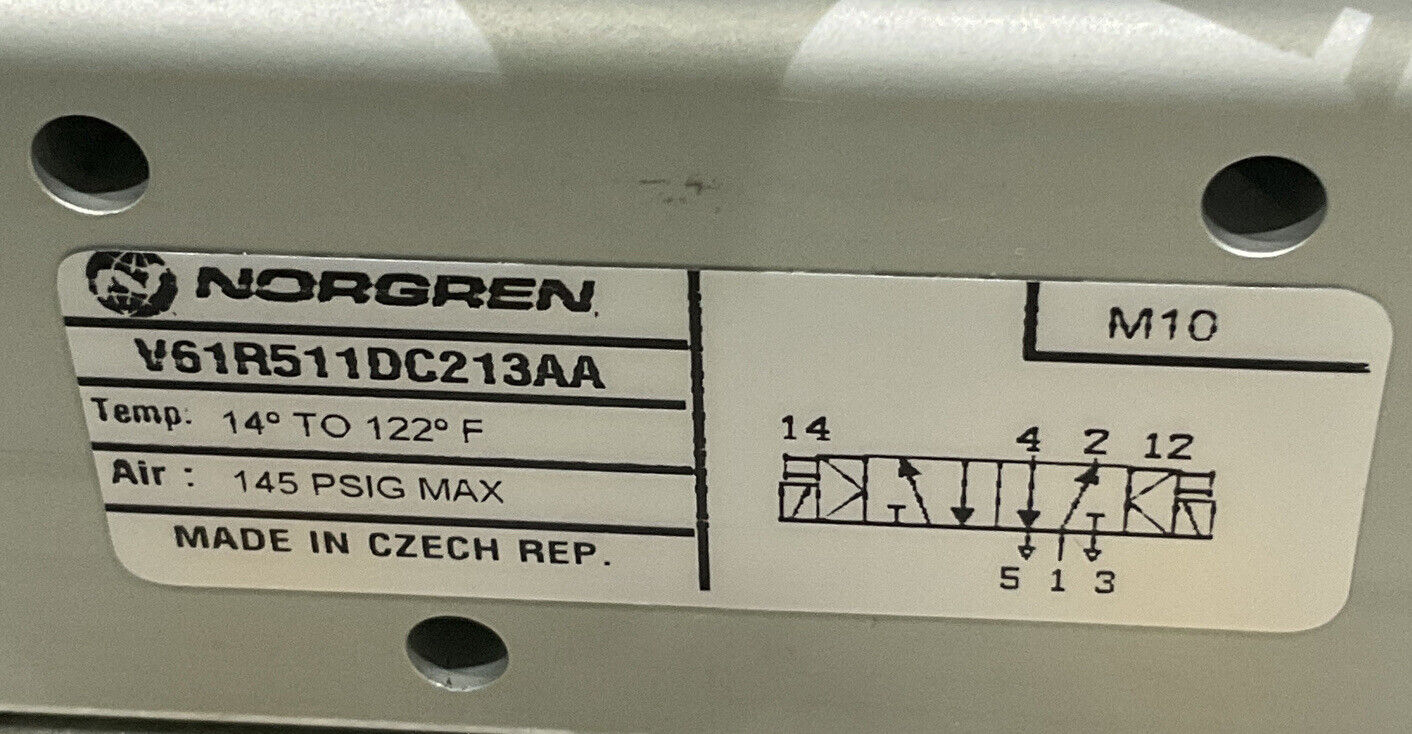 NORGREN
V61R511DC213AA
Temp: 14° TO 122° F
Air : 145 PSIG MAX
MADE IN CZECH REP.
M10
14 4 2 12
5 1 3